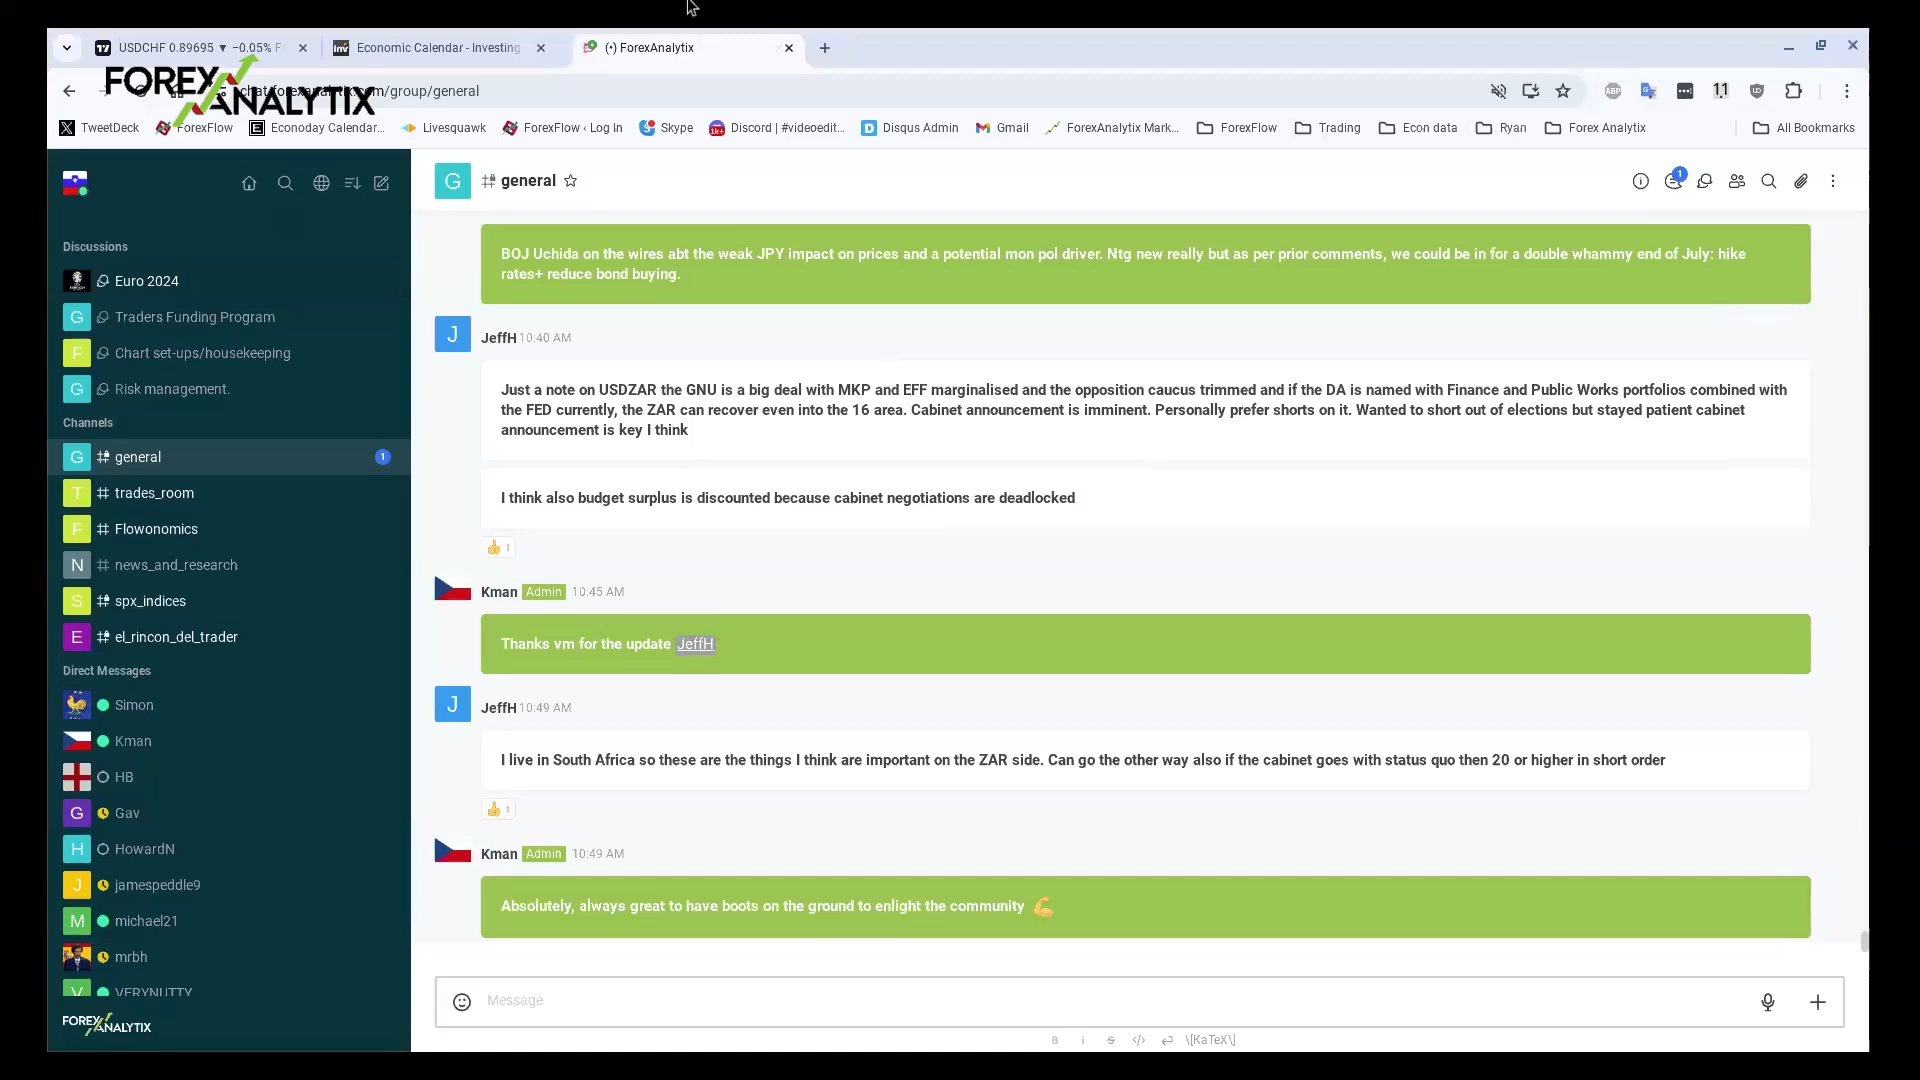 USDCHF 0.89695 ▼ −0.05% F
Economic Calendar - Investing
(•) ForexAnalytix
FOREX ANALYTIX
com/group/general
TweetDeck
ForexFlow
Econoday Calendar...
Livesquawk
ForexFlow ‹ Log In
Skype
Discord | #videoedit...
Disqus Admin
Gmail
ForexAnalytix Mark...
ForexFlow
Trading
Econ data
Ryan
Forex Analytix
All Bookmarks
G general
1
Discussions
Euro 2024
G Traders Funding Program
F Chart set-ups/housekeeping
G Risk management.
Channels
G general 1
T trades_room
F Flowonomics
N news_and_research
S spx_indices
E el_rincon_del_trader
Direct Messages
Simon
Kman
HB
G Gav
H HowardN
J jamespeddle9
M michael21
mrbh
V VERYNUTTY
FOREX ANALYTIX
BOJ Uchida on the wires abt the weak JPY impact on prices and a potential mon pol driver. Ntg new really but as per prior comments, we could be in for a double whammy end of July: hike
rates+ reduce bond buying.
J JeffH 10:40 AM
Just a note on USDZAR the GNU is a big deal with MKP and EFF marginalised and the opposition caucus trimmed and if the DA is named with Finance and Public Works portfolios combined with
the FED currently, the ZAR can recover even into the 16 area. Cabinet announcement is imminent. Personally prefer shorts on it. Wanted to short out of elections but stayed patient cabinet
announcement is key I think
I think also budget surplus is discounted because cabinet negotiations are deadlocked
👍 1
Kman Admin 10:45 AM
Thanks vm for the update JeffH
J JeffH 10:49 AM
I live in South Africa so these are the things I think are important on the ZAR side. Can go the other way also if the cabinet goes with status quo then 20 or higher in short order
👍 1
Kman Admin 10:49 AM
Absolutely, always great to have boots on the ground to enlight the community 💪
Message
B i S </> \[KaTeX\]